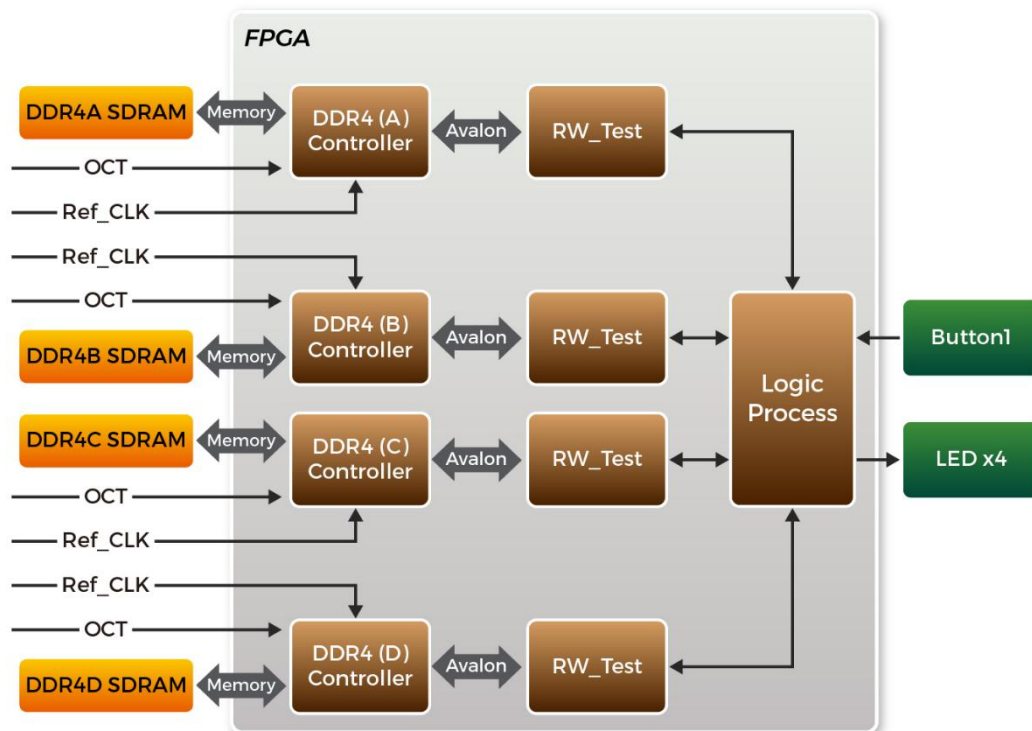 FPGA
DDR4A SDRAM
Memory
DDR4 (A)
Controller
Avalon
RW_Test
OCT
Ref_CLK
Ref_CLK
OCT
DDR4 (B)
Controller
Avalon
RW_Test
DDR4B SDRAM
Memory
Logic
Process
Button1
DDR4C SDRAM
Memory
DDR4 (C)
Controller
Avalon
RW_Test
LED x4
OCT
Ref_CLK
Ref_CLK
OCT
DDR4 (D)
Controller
Avalon
RW_Test
DDR4D SDRAM
Memory